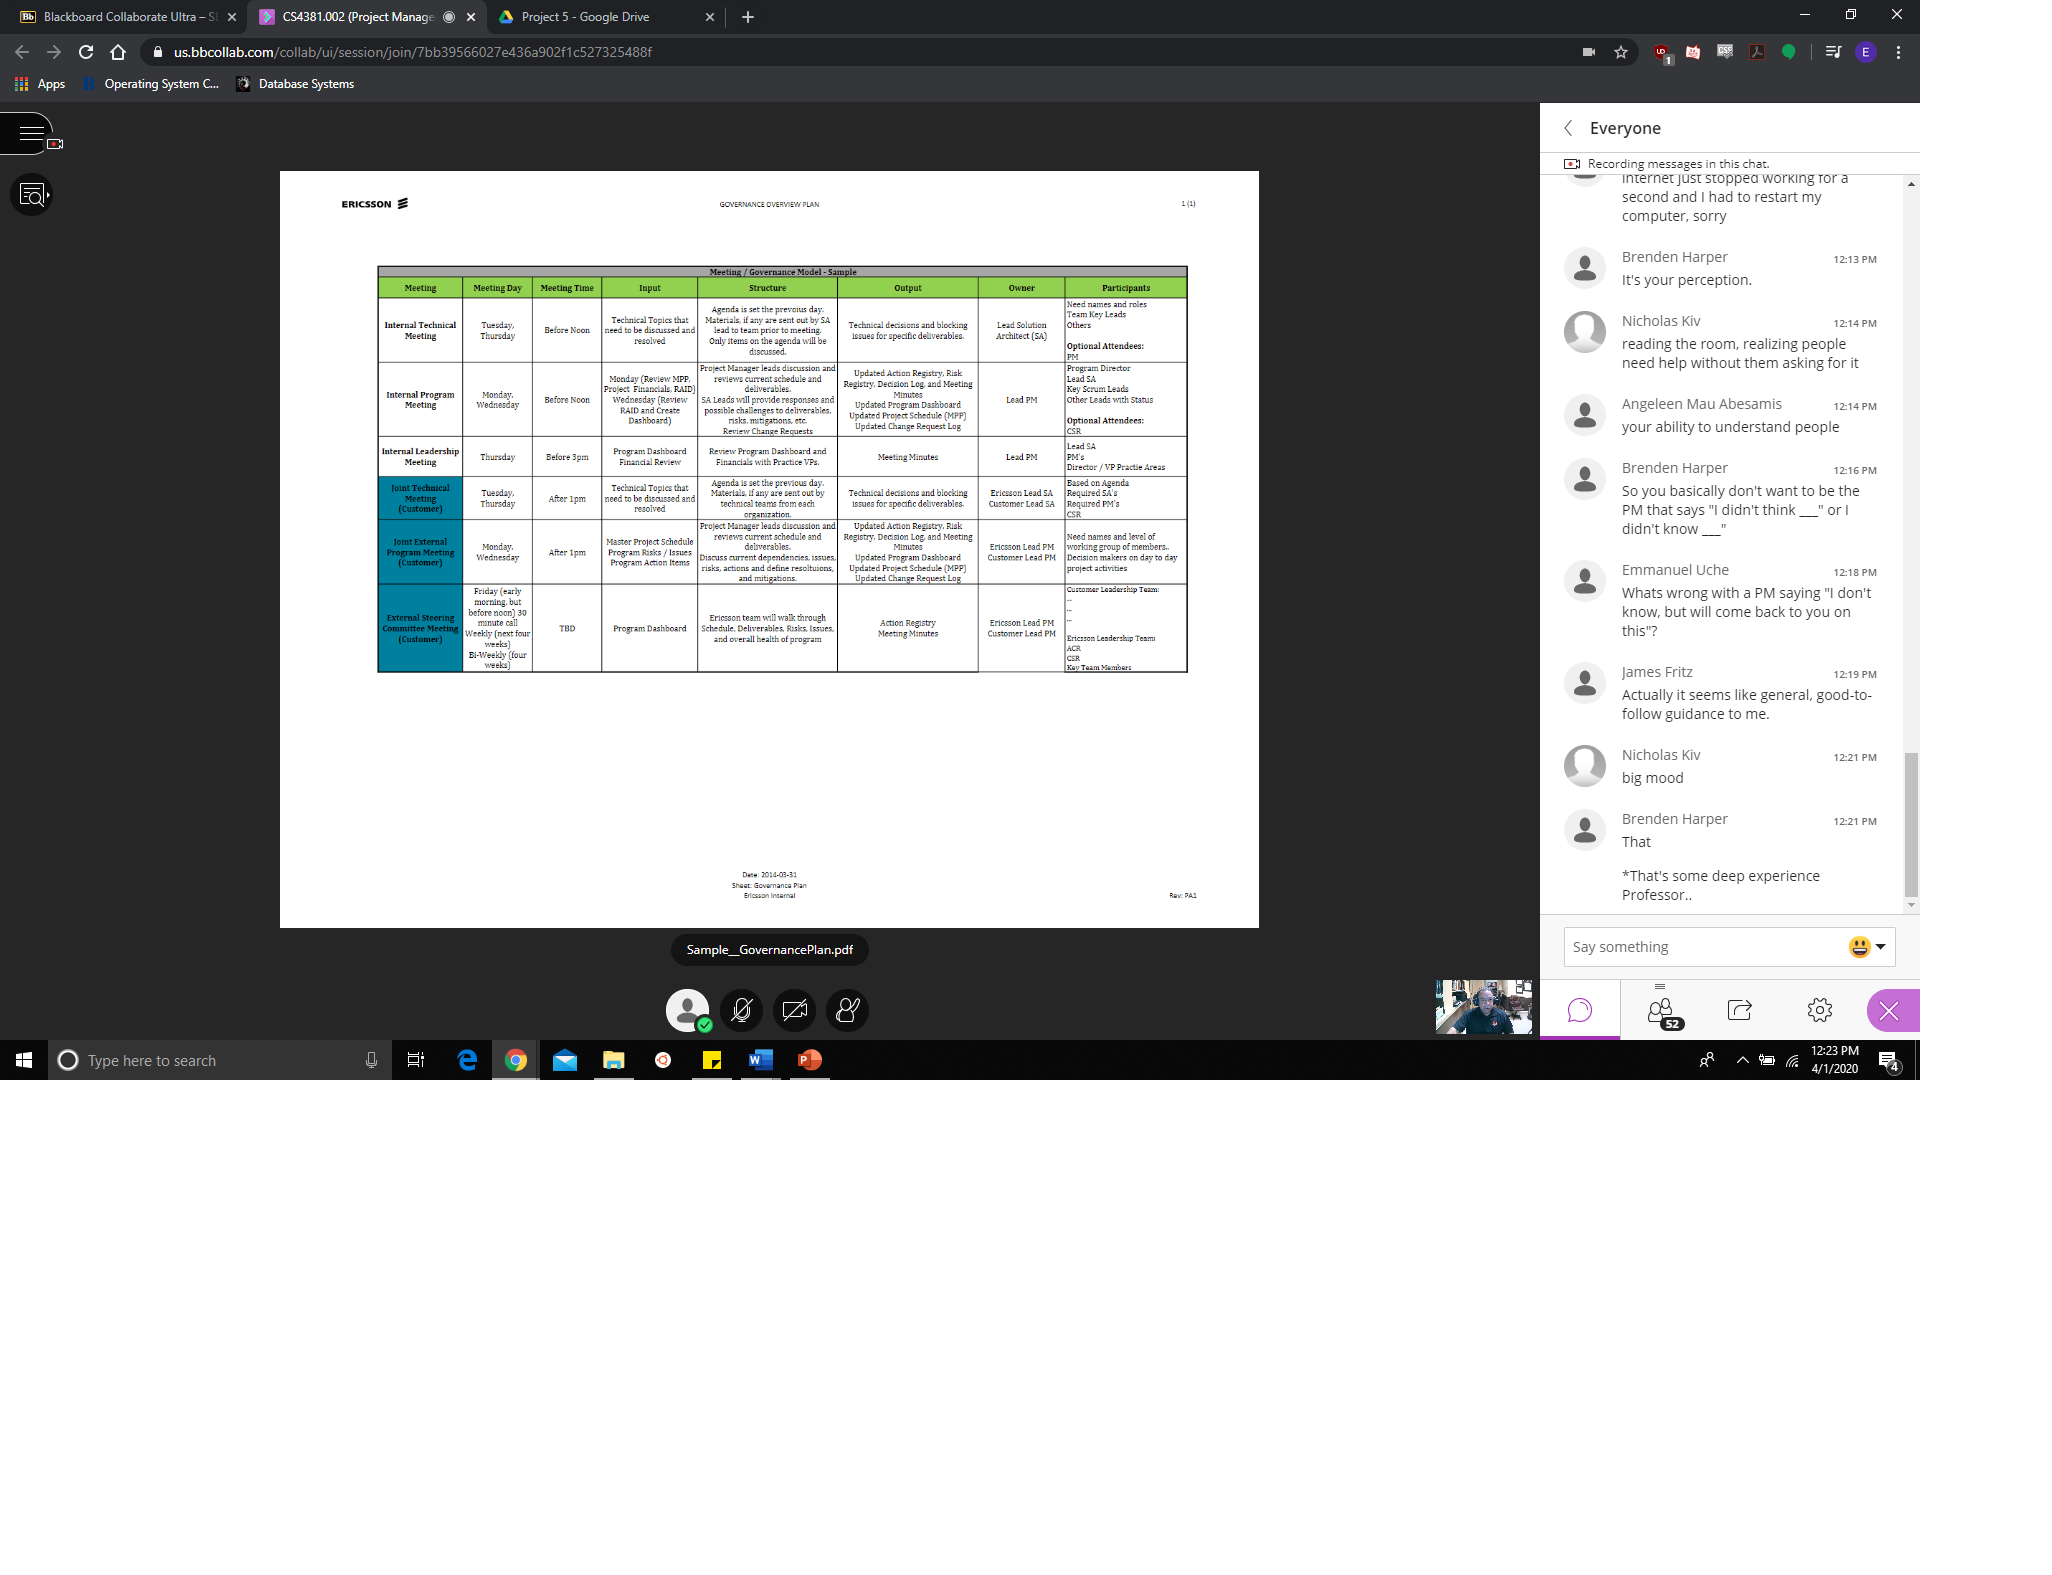 Blackboard Collaborate Ultra – S
CS4381.002 (Project Manage
Project 5 - Google Drive
us.bbcollab.com/collab/ui/session/join/7bb39566027e436a902f1c527325488f
Apps
Operating System C...
Database Systems
ERICSSON
GOVERNANCE OVERVIEW PLAN
1 (1)
Meeting / Governance Model - Sample
Meeting
Meeting Day
Meeting Time
Input
Structure
Output
Owner
Participants
Internal Technical
Meeting
Tuesday,
Thursday
Before Noon
Technical Topics that
need to be discussed and
resolved
Agenda is set the prevoius day.
Materials, if any are sent out by SA
lead to team prior to meeting.
Only items on the agenda will be
discussed.
Technical decisions and blocking
issues for specific deliverables.
Lead Solution
Architect (SA)
Need names and roles
Team Key Leads
Others
Optional Attendees:
PM
Internal Program
Meeting
Monday,
Wednesday
Before Noon
Monday (Review MPP,
Project Financials, RAID)
Wednesday (Review
RAID and Create
Dashboard)
Project Manager leads discussion and
reviews current schedule and
deliverables.
SA Leads will provide responses and
possible challenges to deliverables,
risks, mitigations, etc.
Review Change Requests
Updated Action Registry, Risk
Registry, Decision Log, and Meeting
Minutes
Updated Program Dashboard
Updated Project Schedule (MPP)
Updated Change Request Log
Lead PM
Program Director
Lead SA
Key Scrum Leads
Other Leads with Status
Optional Attendees:
CSR
Internal Leadership
Meeting
Thursday
Before 3pm
Program Dashboard
Financial Review
Review Program Dashboard and
Financials with Practice VPs.
Meeting Minutes
Lead PM
Lead SA
PM's
Director / VP Practie Areas
Joint Technical
Meeting
(Customer)
Tuesday,
Thursday
After 1pm
Technical Topics that
need to be discussed and
resolved
Agenda is set the previous day.
Materials, if any are sent out by
technical teams from each
organization.
Technical decisions and blocking
issues for specific deliverables.
Ericsson Lead SA
Customer Lead SA
Based on Agenda
Required SA's
Required PM's
CSR
Joint External
Program Meeting
(Customer)
Monday,
Wednesday
After 1pm
Master Project Schedule
Program Risks / Issues
Program Action Items
Project Manager leads discussion and
reviews current schedule and
deliverables.
Discuss current dependencies, issues,
risks, actions and define resoltuions,
and mitigations.
Updated Action Registry, Risk
Registry, Decision Log, and Meeting
Minutes
Updated Program Dashboard
Updated Project Schedule (MPP)
Updated Change Request Log
Ericsson Lead PM
Customer Lead PM
Need names and level of
working group of members..
Decision makers on day to day
project activities
External Steering
Committee Meeting
(Customer)
Friday (early
morning, but
before noon) 30
minute call
Weekly (next four
weeks)
Bi-Weekly (four
weeks)
TBD
Program Dashboard
Ericsson team will walk through
Schedule, Deliverables, Risks, Issues,
and overall health of program
Action Registry
Meeting Minutes
Ericsson Lead PM
Customer Lead PM
Customer Leadership Team:
Ericsson Leadership Team:
ACR
CSR
Key Team Members
Date: 2014-03-31
Sheet: Governance Plan
Ericsson Internal
Rev: PA1
Sample__GovernancePlan.pdf
Everyone
Recording messages in this chat.
internet just stopped working for a
second and I had to restart my
computer, sorry
Brenden Harper 12:13 PM
It's your perception.
Nicholas Kiv 12:14 PM
reading the room, realizing people
need help without them asking for it
Angeleen Mau Abesamis 12:14 PM
your ability to understand people
Brenden Harper 12:16 PM
So you basically don't want to be the
PM that says "I didn't think ___" or I
didn't know ___"
Emmanuel Uche 12:18 PM
Whats wrong with a PM saying "I don't
know, but will come back to you on
this"?
James Fritz 12:19 PM
Actually it seems like general, good-to-
follow guidance to me.
Nicholas Kiv 12:21 PM
big mood
Brenden Harper 12:21 PM
That
*That's some deep experience
Professor..
Say something
52
Type here to search
12:23 PM
4/1/2020
4